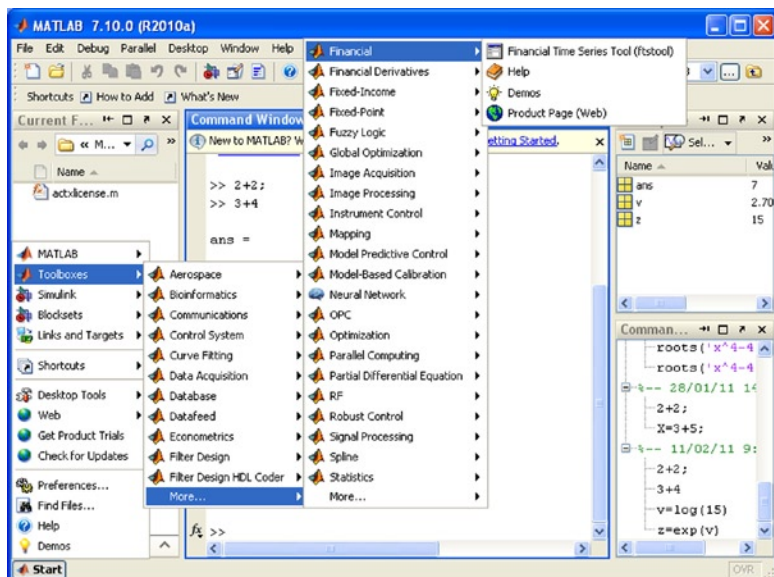 MATLAB 7.10.0 (R2010a)
File Edit Debug Parallel Desktop Window Help
Shortcuts How to Add What's New
Current F...
« M...
Name
actxlicense.m
Command Window
New to MATLAB? W
etting Started.
>> 2+2;
>> 3+4
ans =
fx >>
MATLAB
Toolboxes
Simulink
Blocksets
Links and Targets
Shortcuts
Desktop Tools
Web
Get Product Trials
Check for Updates
Preferences...
Find Files...
Help
Demos
Start
Aerospace
Bioinformatics
Communications
Control System
Curve Fitting
Data Acquisition
Database
Datafeed
Econometrics
Filter Design
Filter Design HDL Coder
More...
Financial
Financial Derivatives
Fixed-Income
Fixed-Point
Fuzzy Logic
Global Optimization
Image Acquisition
Image Processing
Instrument Control
Mapping
Model Predictive Control
Model-Based Calibration
Neural Network
OPC
Optimization
Parallel Computing
Partial Differential Equation
RF
Robust Control
Signal Processing
Spline
Statistics
More...
Financial Time Series Tool (ftstool)
Help
Demos
Product Page (Web)
Sel...
Name Val
ans 7
v 2.70
z 15
Comman...
roots('x^4-4
roots('x^4-4
%-- 28/01/11 14
2+2;
X=3+5;
%-- 11/02/11 9:
2+2;
3+4
v=log(15)
z=exp(v)
OVR